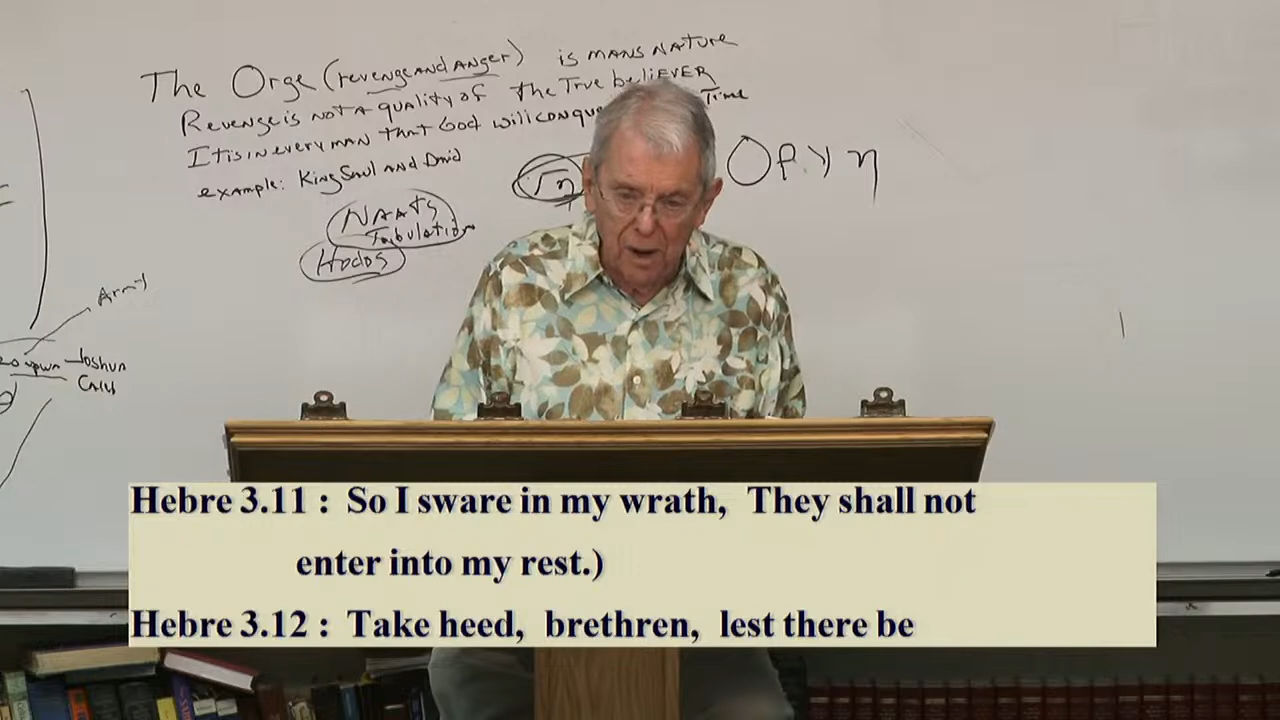 The Orge (revenge and anger) is mans nature
Revenge is not a quality of the True believer
It is in every man that God will conqu Time
example: King Saul and David
Οργη
NAATS
Hodos
Army
Joshua
Hebre 3.11 : So I sware in my wrath, They shall not
enter into my rest.)
Hebre 3.12 : Take heed, brethren, lest there be